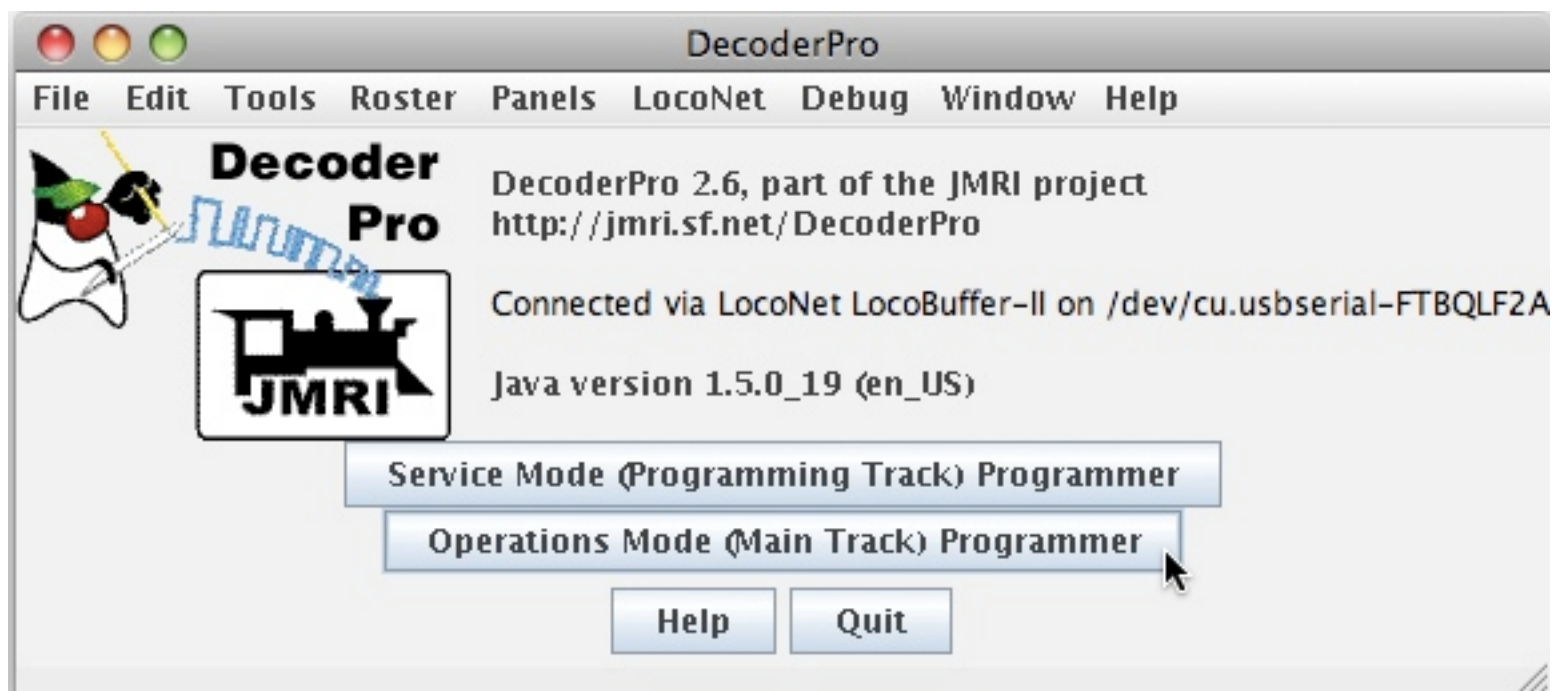 DecoderPro
File Edit Tools Roster Panels LocoNet Debug Window Help
Decoder
Pro
JMRI
DecoderPro 2.6, part of the JMRI project
http://jmri.sf.net/DecoderPro
Connected via LocoNet LocoBuffer-II on /dev/cu.usbserial-FTBQLF2A
Java version 1.5.0_19 (en_US)
Service Mode (Programming Track) Programmer
Operations Mode (Main Track) Programmer
Help Quit